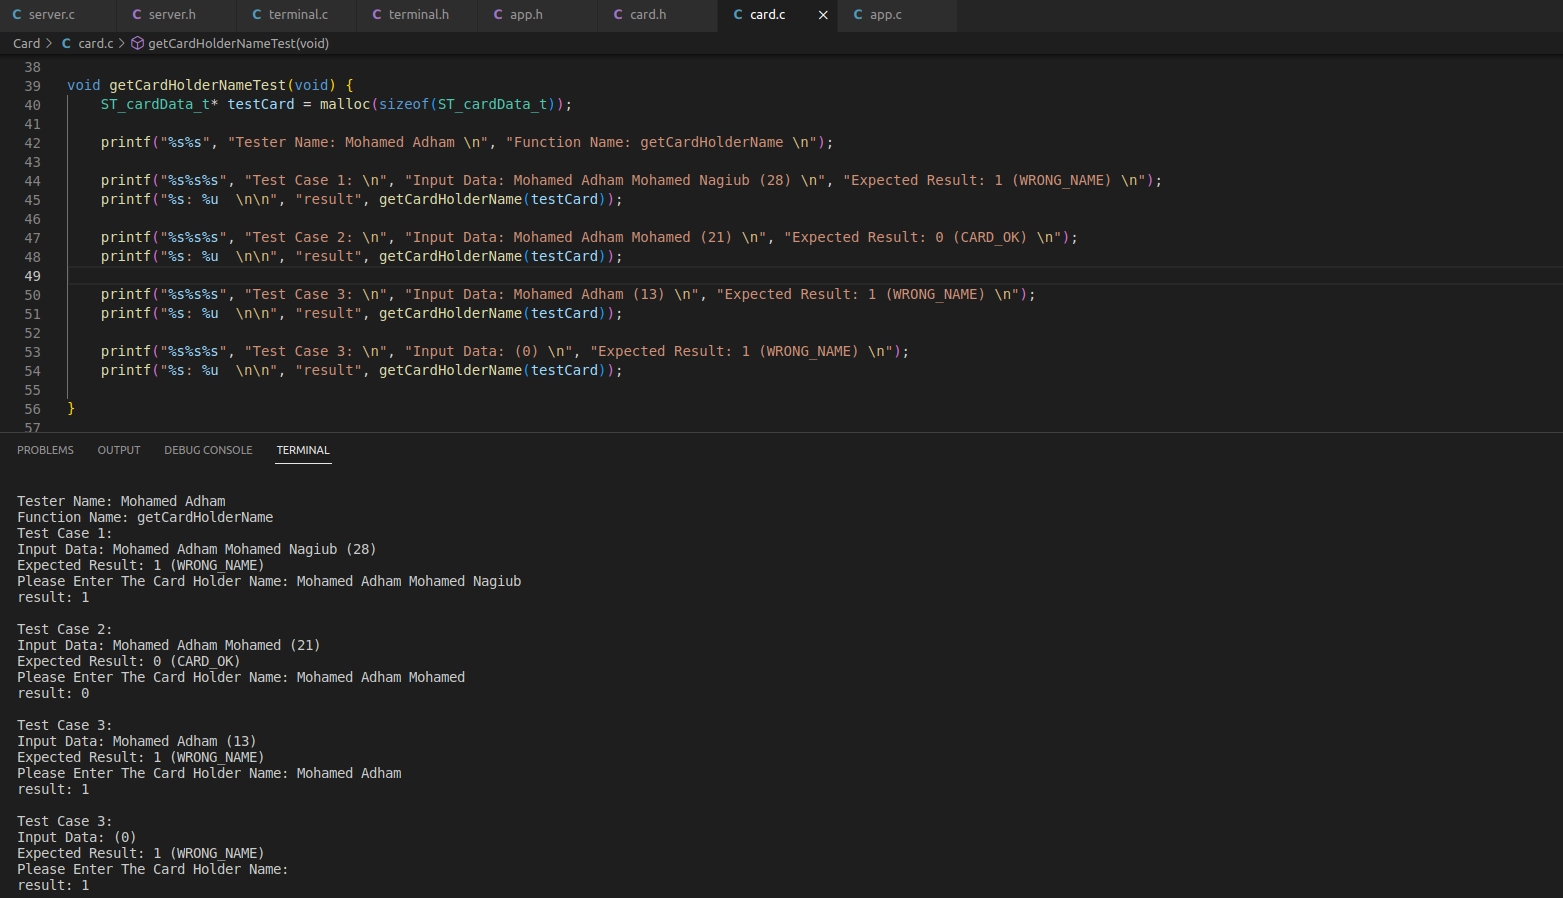 C server.c C server.h C terminal.c C terminal.h C app.h C card.h C card.c × C app.c
Card > C card.c > getCardHolderNameTest(void)
38
39 void getCardHolderNameTest(void) {
40     ST_cardData_t* testCard = malloc(sizeof(ST_cardData_t));
41
42     printf("%s%s", "Tester Name: Mohamed Adham \n", "Function Name: getCardHolderName \n");
43
44     printf("%s%s%s", "Test Case 1: \n", "Input Data: Mohamed Adham Mohamed Nagiub (28) \n", "Expected Result: 1 (WRONG_NAME) \n");
45     printf("%s: %u  \n\n", "result", getCardHolderName(testCard));
46
47     printf("%s%s%s", "Test Case 2: \n", "Input Data: Mohamed Adham Mohamed (21) \n", "Expected Result: 0 (CARD_OK) \n");
48     printf("%s: %u  \n\n", "result", getCardHolderName(testCard));
49
50     printf("%s%s%s", "Test Case 3: \n", "Input Data: Mohamed Adham (13) \n", "Expected Result: 1 (WRONG_NAME) \n");
51     printf("%s: %u  \n\n", "result", getCardHolderName(testCard));
52
53     printf("%s%s%s", "Test Case 3: \n", "Input Data: (0) \n", "Expected Result: 1 (WRONG_NAME) \n");
54     printf("%s: %u  \n\n", "result", getCardHolderName(testCard));
55
56 }
57
PROBLEMS OUTPUT DEBUG CONSOLE TERMINAL
Tester Name: Mohamed Adham
Function Name: getCardHolderName
Test Case 1:
Input Data: Mohamed Adham Mohamed Nagiub (28)
Expected Result: 1 (WRONG_NAME)
Please Enter The Card Holder Name: Mohamed Adham Mohamed Nagiub
result: 1
Test Case 2:
Input Data: Mohamed Adham Mohamed (21)
Expected Result: 0 (CARD_OK)
Please Enter The Card Holder Name: Mohamed Adham Mohamed
result: 0
Test Case 3:
Input Data: Mohamed Adham (13)
Expected Result: 1 (WRONG_NAME)
Please Enter The Card Holder Name: Mohamed Adham
result: 1
Test Case 3:
Input Data: (0)
Expected Result: 1 (WRONG_NAME)
Please Enter The Card Holder Name:
result: 1